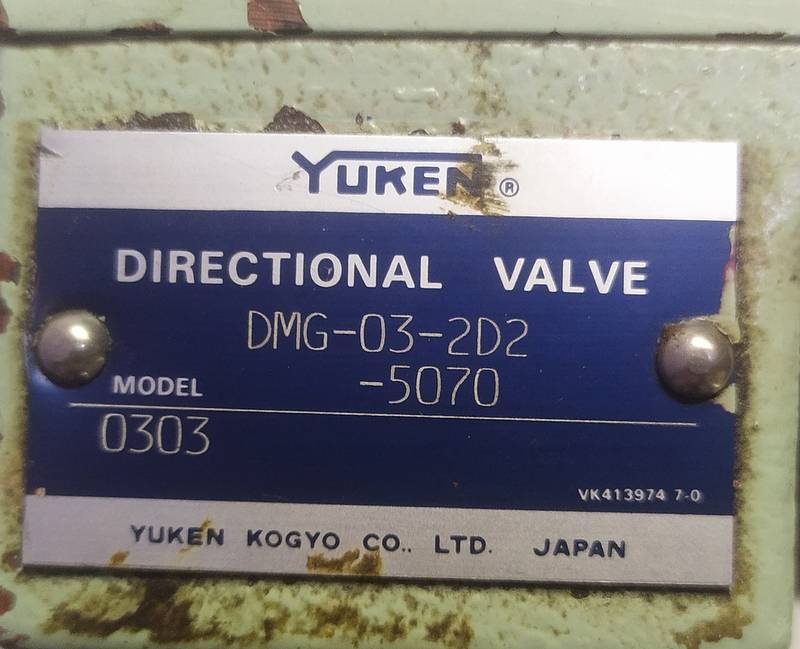 YUKEN ®
DIRECTIONAL VALVE
DMG-03-2D2
MODEL -5070
0303
VK413974 7-0
YUKEN KOGYO CO., LTD. JAPAN